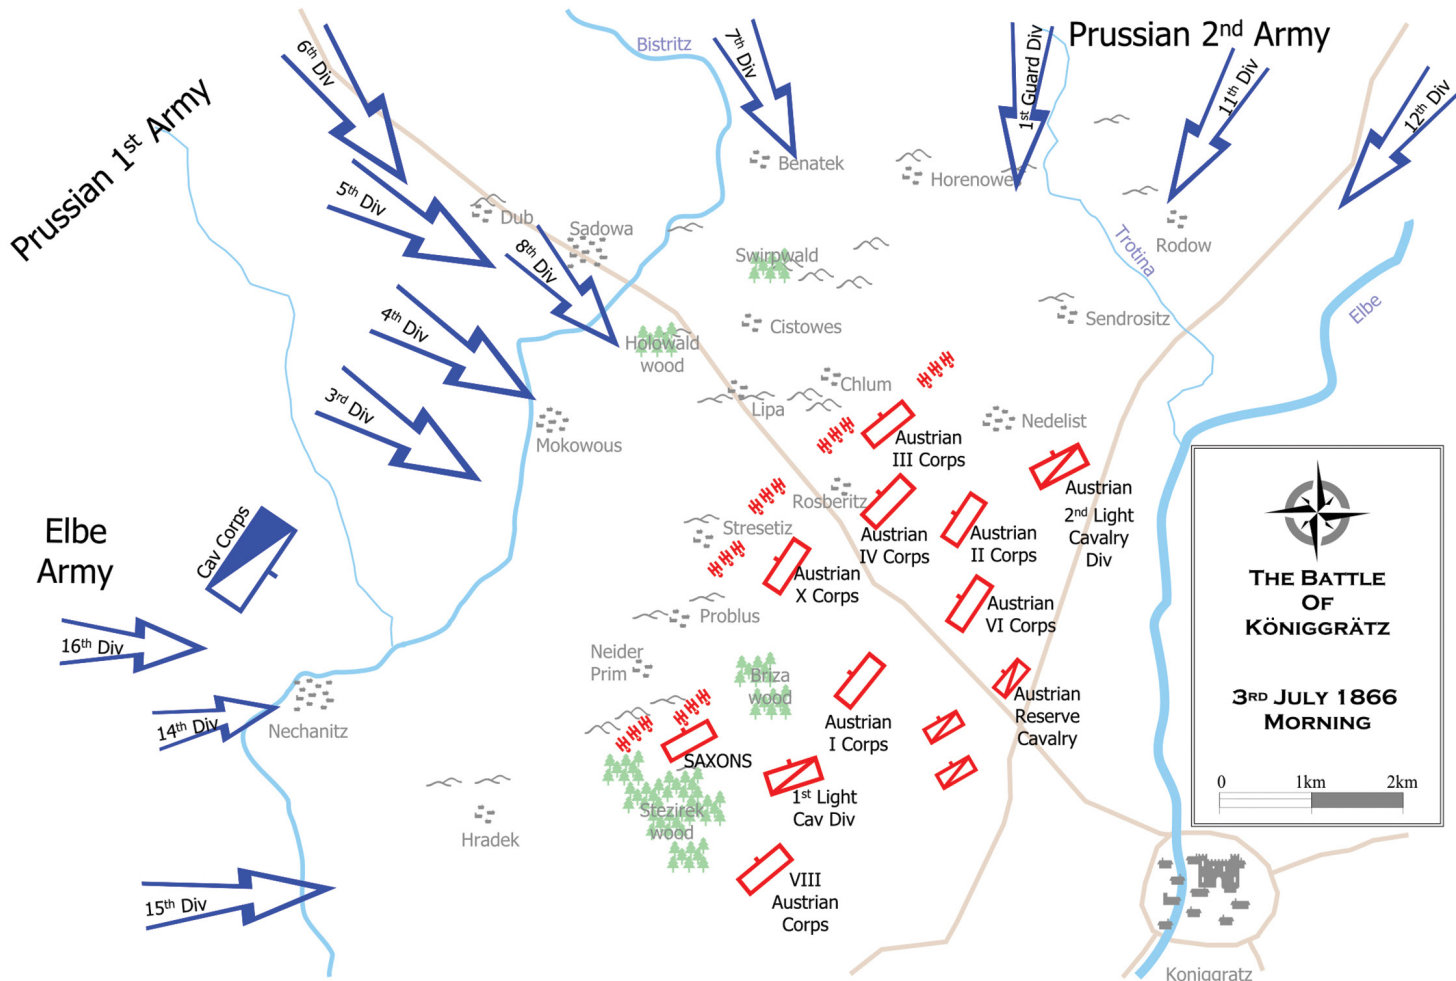 Prussian 1st Army
6th Div
5th Div
8th Div
4th Div
3rd Div
Bistritz
7th Div
1st Guard Div
Prussian 2nd Army
11th Div
12th Div
Benatek
Horenowes
Dub
Sadowa
Swirpwald
Trotina
Rodow
Elbe
Holowald
wood
Cistowes
Sendrositz
Lipa
Chlum
Mokowous
Nedelist
Austrian
III Corps
Rosberitz
Austrian
2nd Light
Cavalry
Div
Stresetiz
Austrian
IV Corps
Austrian
II Corps
Elbe
Army
Cav Corps
Austrian
X Corps
Austrian
VI Corps
Problus
16th Div
Neider
Prim
Briza
wood
14th Div
Nechanitz
Austrian
I Corps
Austrian
Reserve
Cavalry
SAXONS
1st Light
Cav Div
Stezirek
wood
Hradek
15th Div
VIII
Austrian
Corps
The Battle
Of
Königgrätz
3rd July 1866
Morning
0 1km 2km
Koniggratz